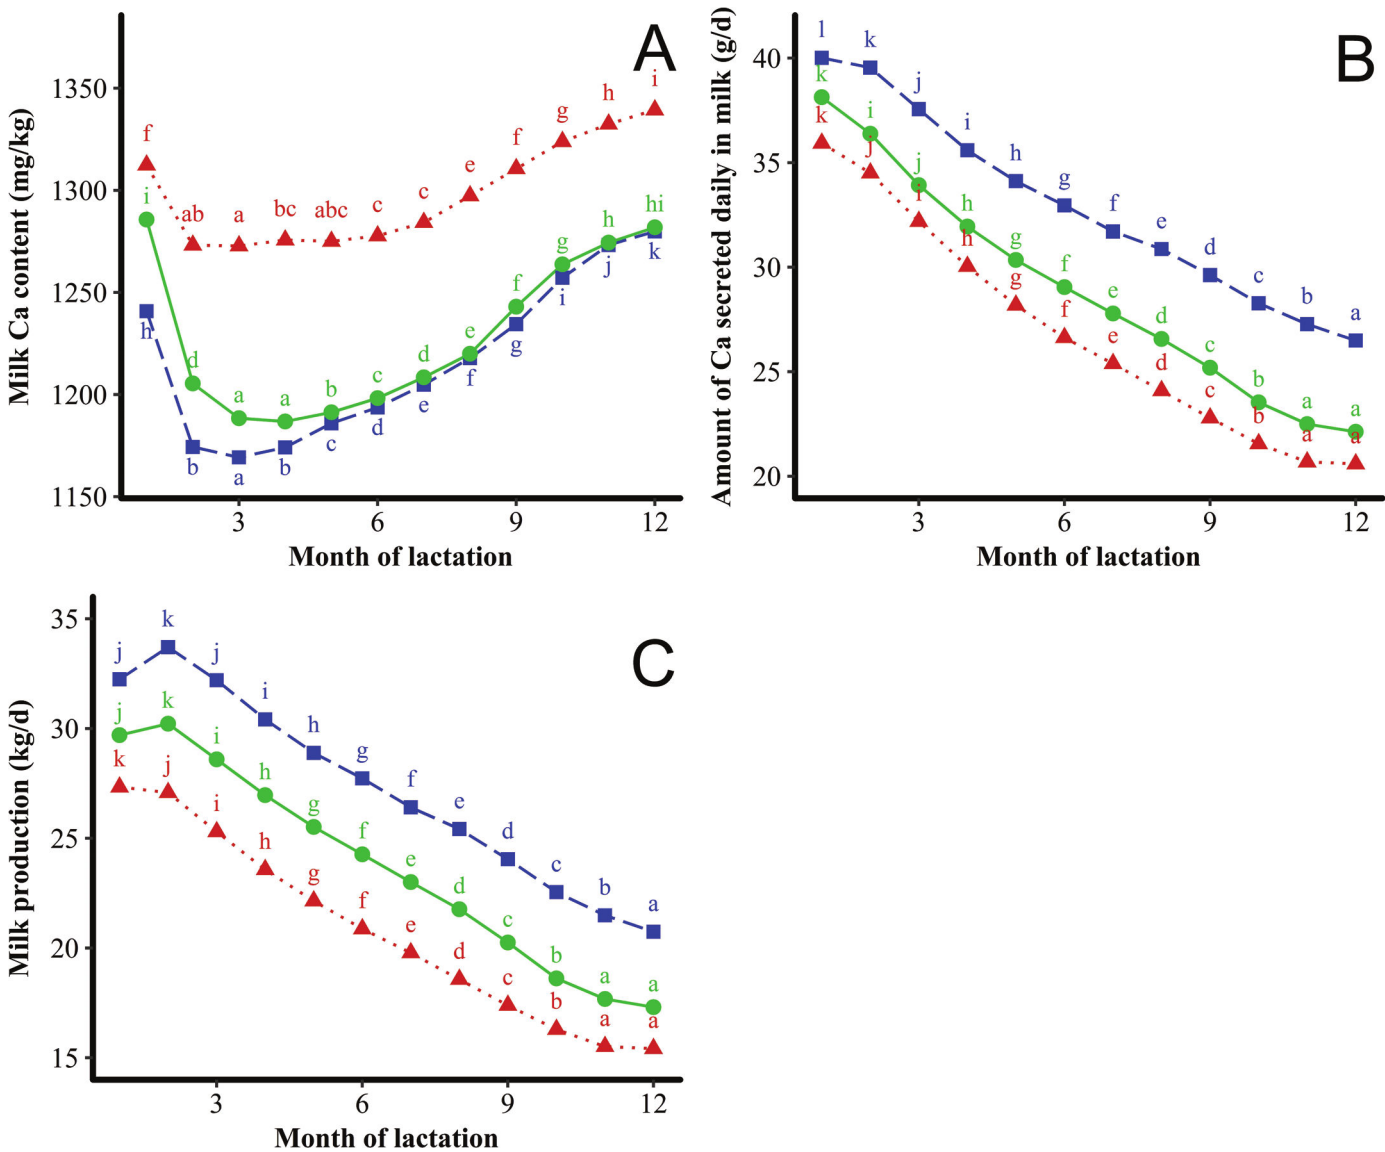 A
Milk Ca content (mg/kg)
1350
1300
1250
1200
1150
f ab a bc abc c c e f g h i
i d a a b c d e f g h hi
h b a b c d e f g i j k
3 6 9 12
Month of lactation
B
Amount of Ca secreted daily in milk (g/d)
40
35
30
25
20
l k j i h g f e d c b a
k i j h g f e d c b a a
k j i h g f e d c b a a
3 6 9 12
Month of lactation
C
Milk production (kg/d)
35
30
25
20
15
j k j i h g f e d c b a
j k i h g f e d c b a a
k j i h g f e d c b a a
3 6 9 12
Month of lactation